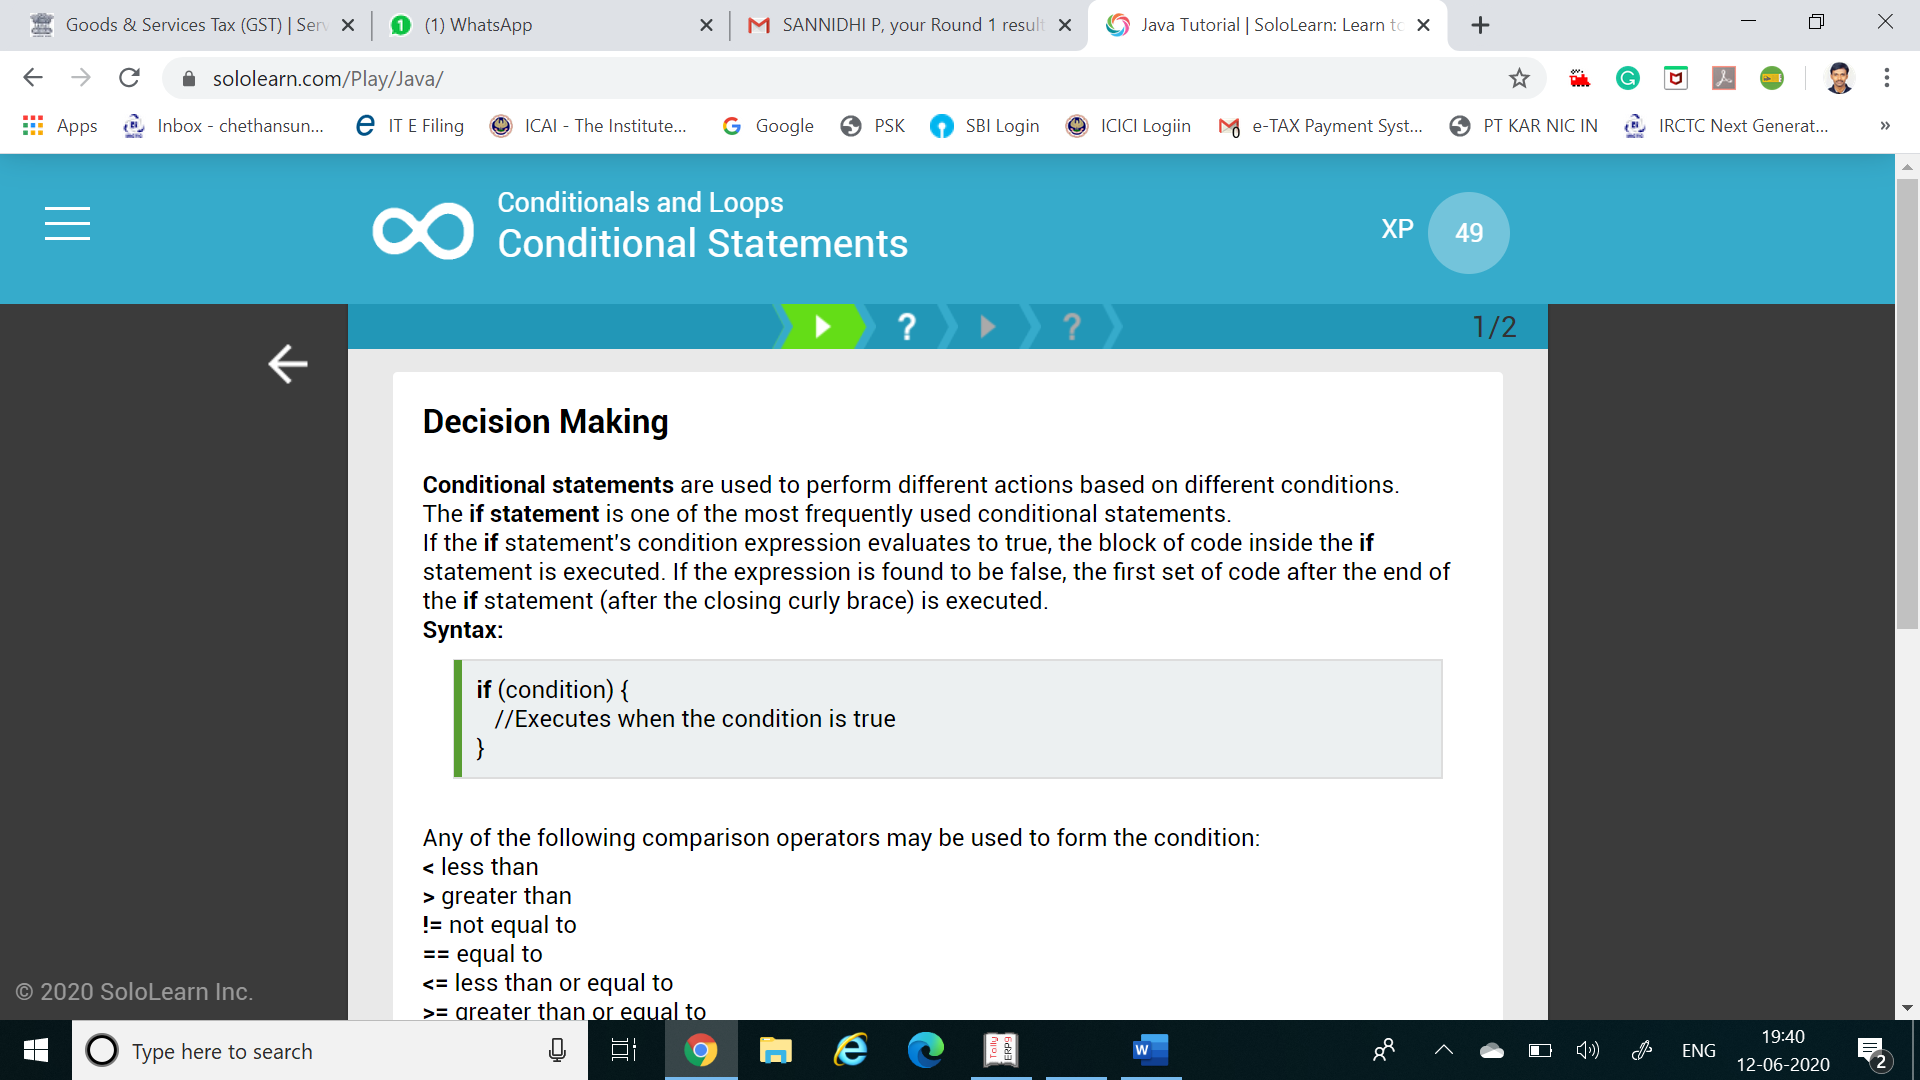 Goods & Services Tax (GST) | Serv
1
(1) WhatsApp
SANNIDHI P, your Round 1 result
Java Tutorial | SoloLearn: Learn to
sololearn.com/Play/Java/
Apps
Inbox - chethansun...
IT E Filing
ICAI - The Institute...
Google
PSK
SBI Login
ICICI Logiin
e-TAX Payment Syst...
PT KAR NIC IN
IRCTC Next Generat...
»
Conditionals and Loops
Conditional Statements
XP 49
? ?
1/2
Decision Making
Conditional statements are used to perform different actions based on different conditions.
The if statement is one of the most frequently used conditional statements.
If the if statement's condition expression evaluates to true, the block of code inside the if
statement is executed. If the expression is found to be false, the first set of code after the end of
the if statement (after the closing curly brace) is executed.
Syntax:
if (condition) {
//Executes when the condition is true
}
Any of the following comparison operators may be used to form the condition:
< less than
> greater than
!= not equal to
== equal to
<= less than or equal to
>= greater than or equal to
© 2020 SoloLearn Inc.
Type here to search
Tally
ERP9
W
ENG
19:40
12-06-2020
2